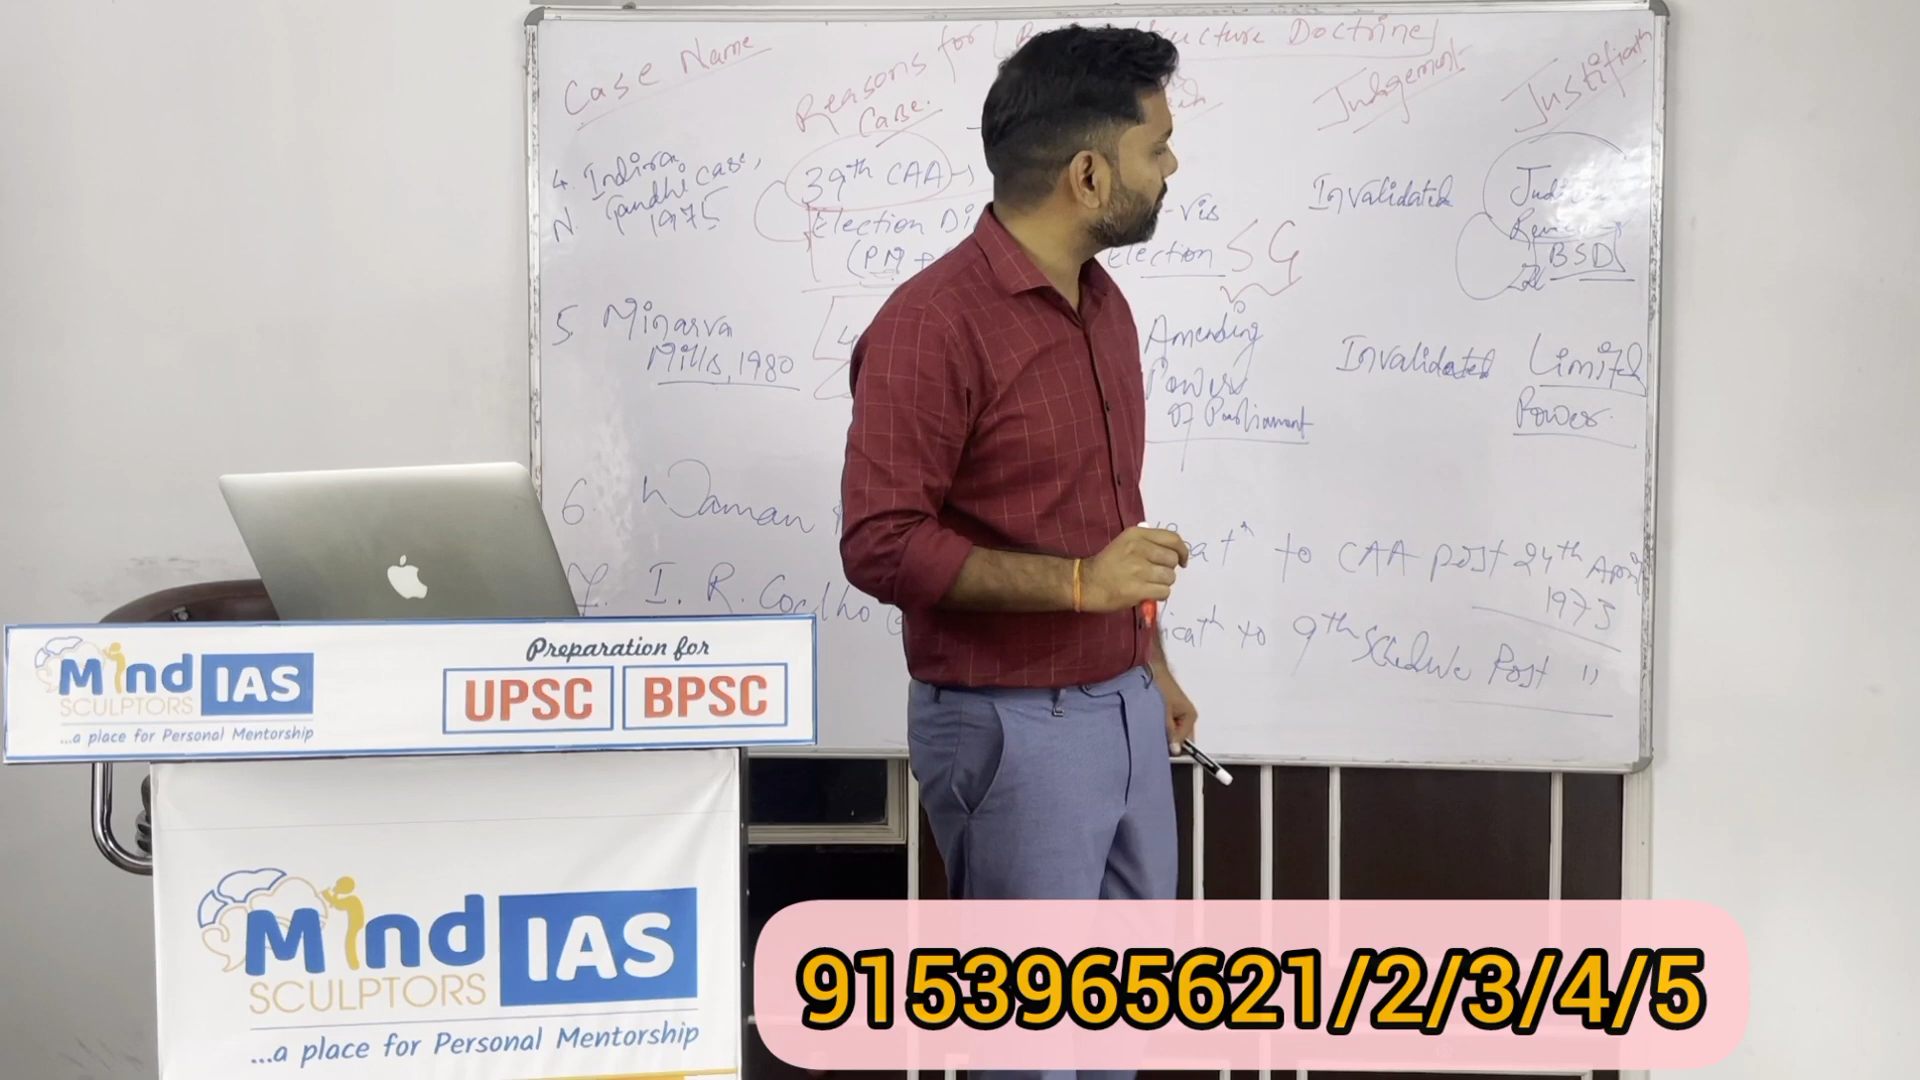 Structure Doctrine
Case Name
Reasons for
Case.
Judgement
4. Indira
Gandhi case,
N. 1975
39th CAA
Election Di
(PM +
-vis
Election SG
Invalidated
BSD
5 Minarva
Mills, 1980
Amending
Powers
of Parliament
Invalidated
Limited
Power.
6. Waman
to CAA post 24th April
1973
7. I. R. Coelho
to 9th Schedule Post "
Mind IAS
SCULPTORS
...a place for Personal Mentorship
Preparation for
UPSC BPSC
Mind IAS
SCULPTORS
...a place for Personal Mentorship
9153965621/2/3/4/5